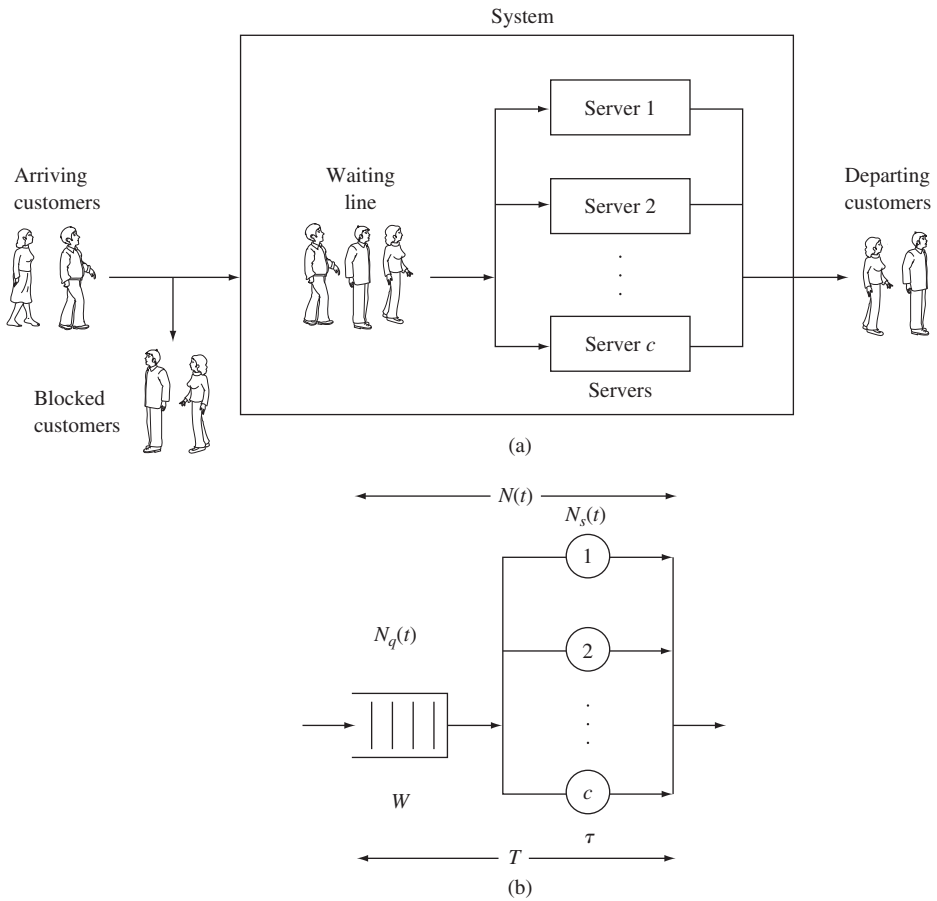 System
Server 1
Arriving
customers
Waiting
line
Server 2
Departing
customers
Server c
Servers
Blocked
customers
(a)
N(t)
N_s(t)
1
N_q(t)
2
W
c
τ
T
(b)